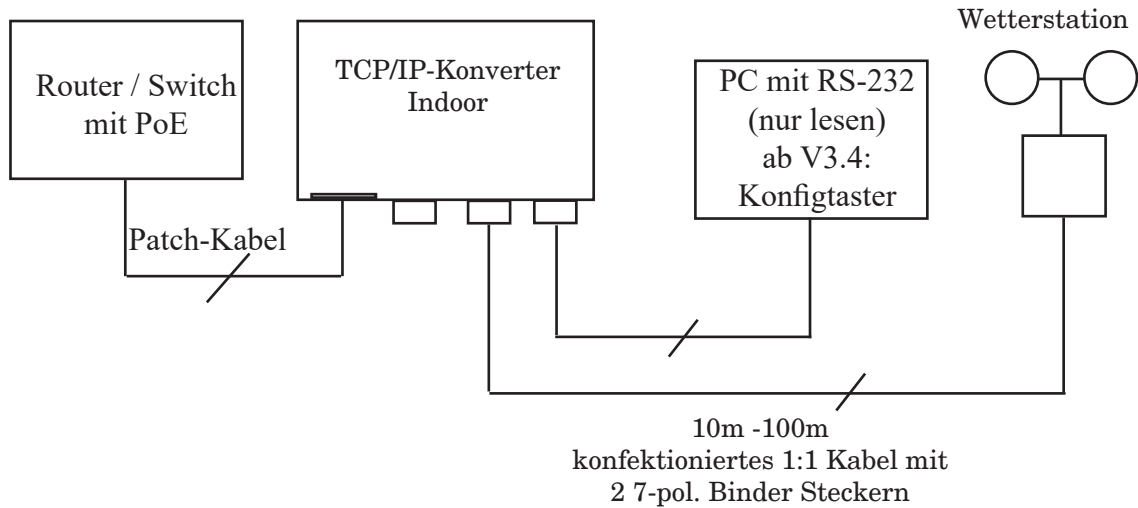 Wetterstation
Router / Switch
mit PoE
TCP/IP-Konverter
Indoor
PC mit RS-232
(nur lesen)
ab V3.4:
Konfigtaster
Patch-Kabel
10m -100m
konfektioniertes 1:1 Kabel mit
2 7-pol. Binder Steckern